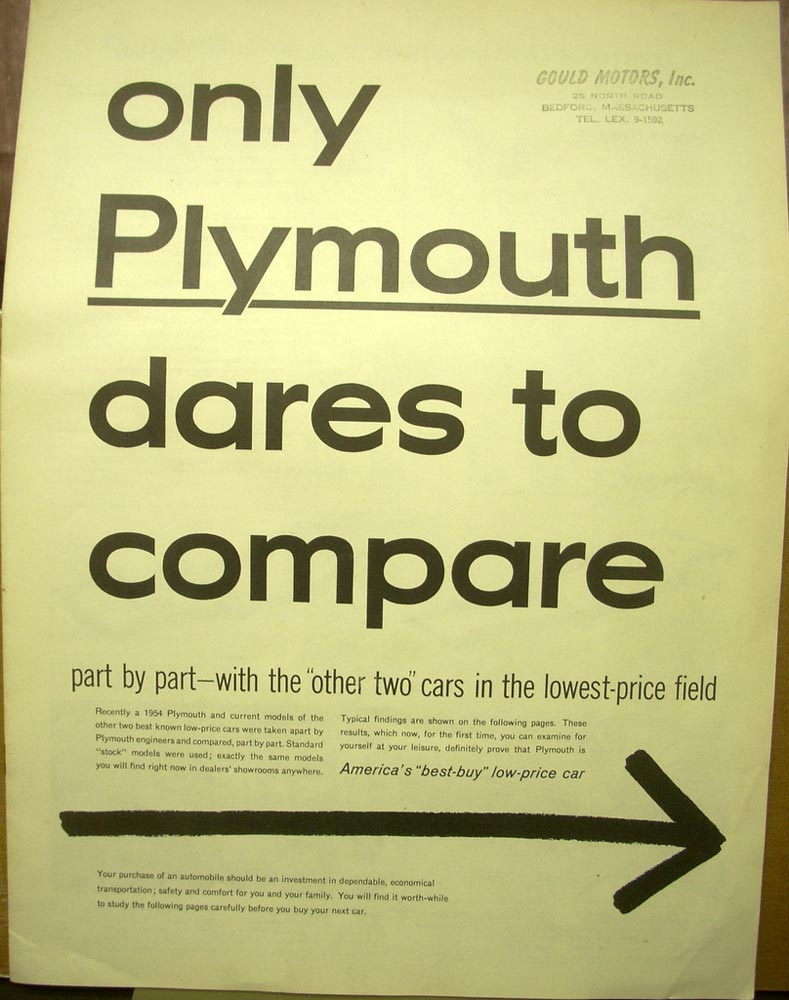 only
GOULD MOTORS, Inc.
25 NORTH ROAD
BEDFORD, MASSACHUSETTS
TEL. LEX. 9-1592
Plymouth
dares to
compare
part by part—with the "other two" cars in the lowest-price field
Recently a 1954 Plymouth and current models of the
other two best known low-price cars were taken apart by
Plymouth engineers and compared, part by part. Standard
"stock" models were used; exactly the same models
you will find right now in dealers' showrooms anywhere.
Typical findings are shown on the following pages. These
results, which now, for the first time, you can examine for
yourself at your leisure, definitely prove that Plymouth is
America's "best-buy" low-price car
Your purchase of an automobile should be an investment in dependable, economical
transportation; safety and comfort for you and your family. You will find it worth-while
to study the following pages carefully before you buy your next car.